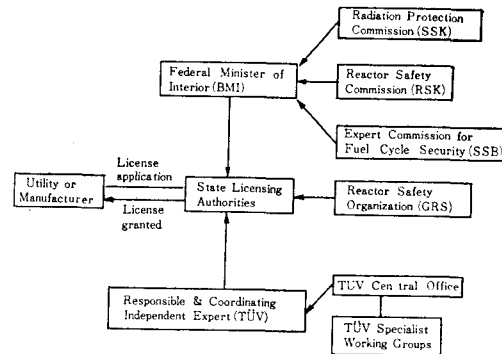 Radiation Protection
Commission (SSK)
Federal Minister of
Interior (BMI)
Reactor Safety
Commission (RSK)
Expert Commission for
Fuel Cycle Security (SSB)
License
application
Utility or
Manufacturer
State Licensing
Authorities
License
granted
Reactor Safety
Organization (GRS)
Responsible & Coordinating
Independent Expert (TÜV)
TÜV Central Office
TÜV Specialist
Working Groups